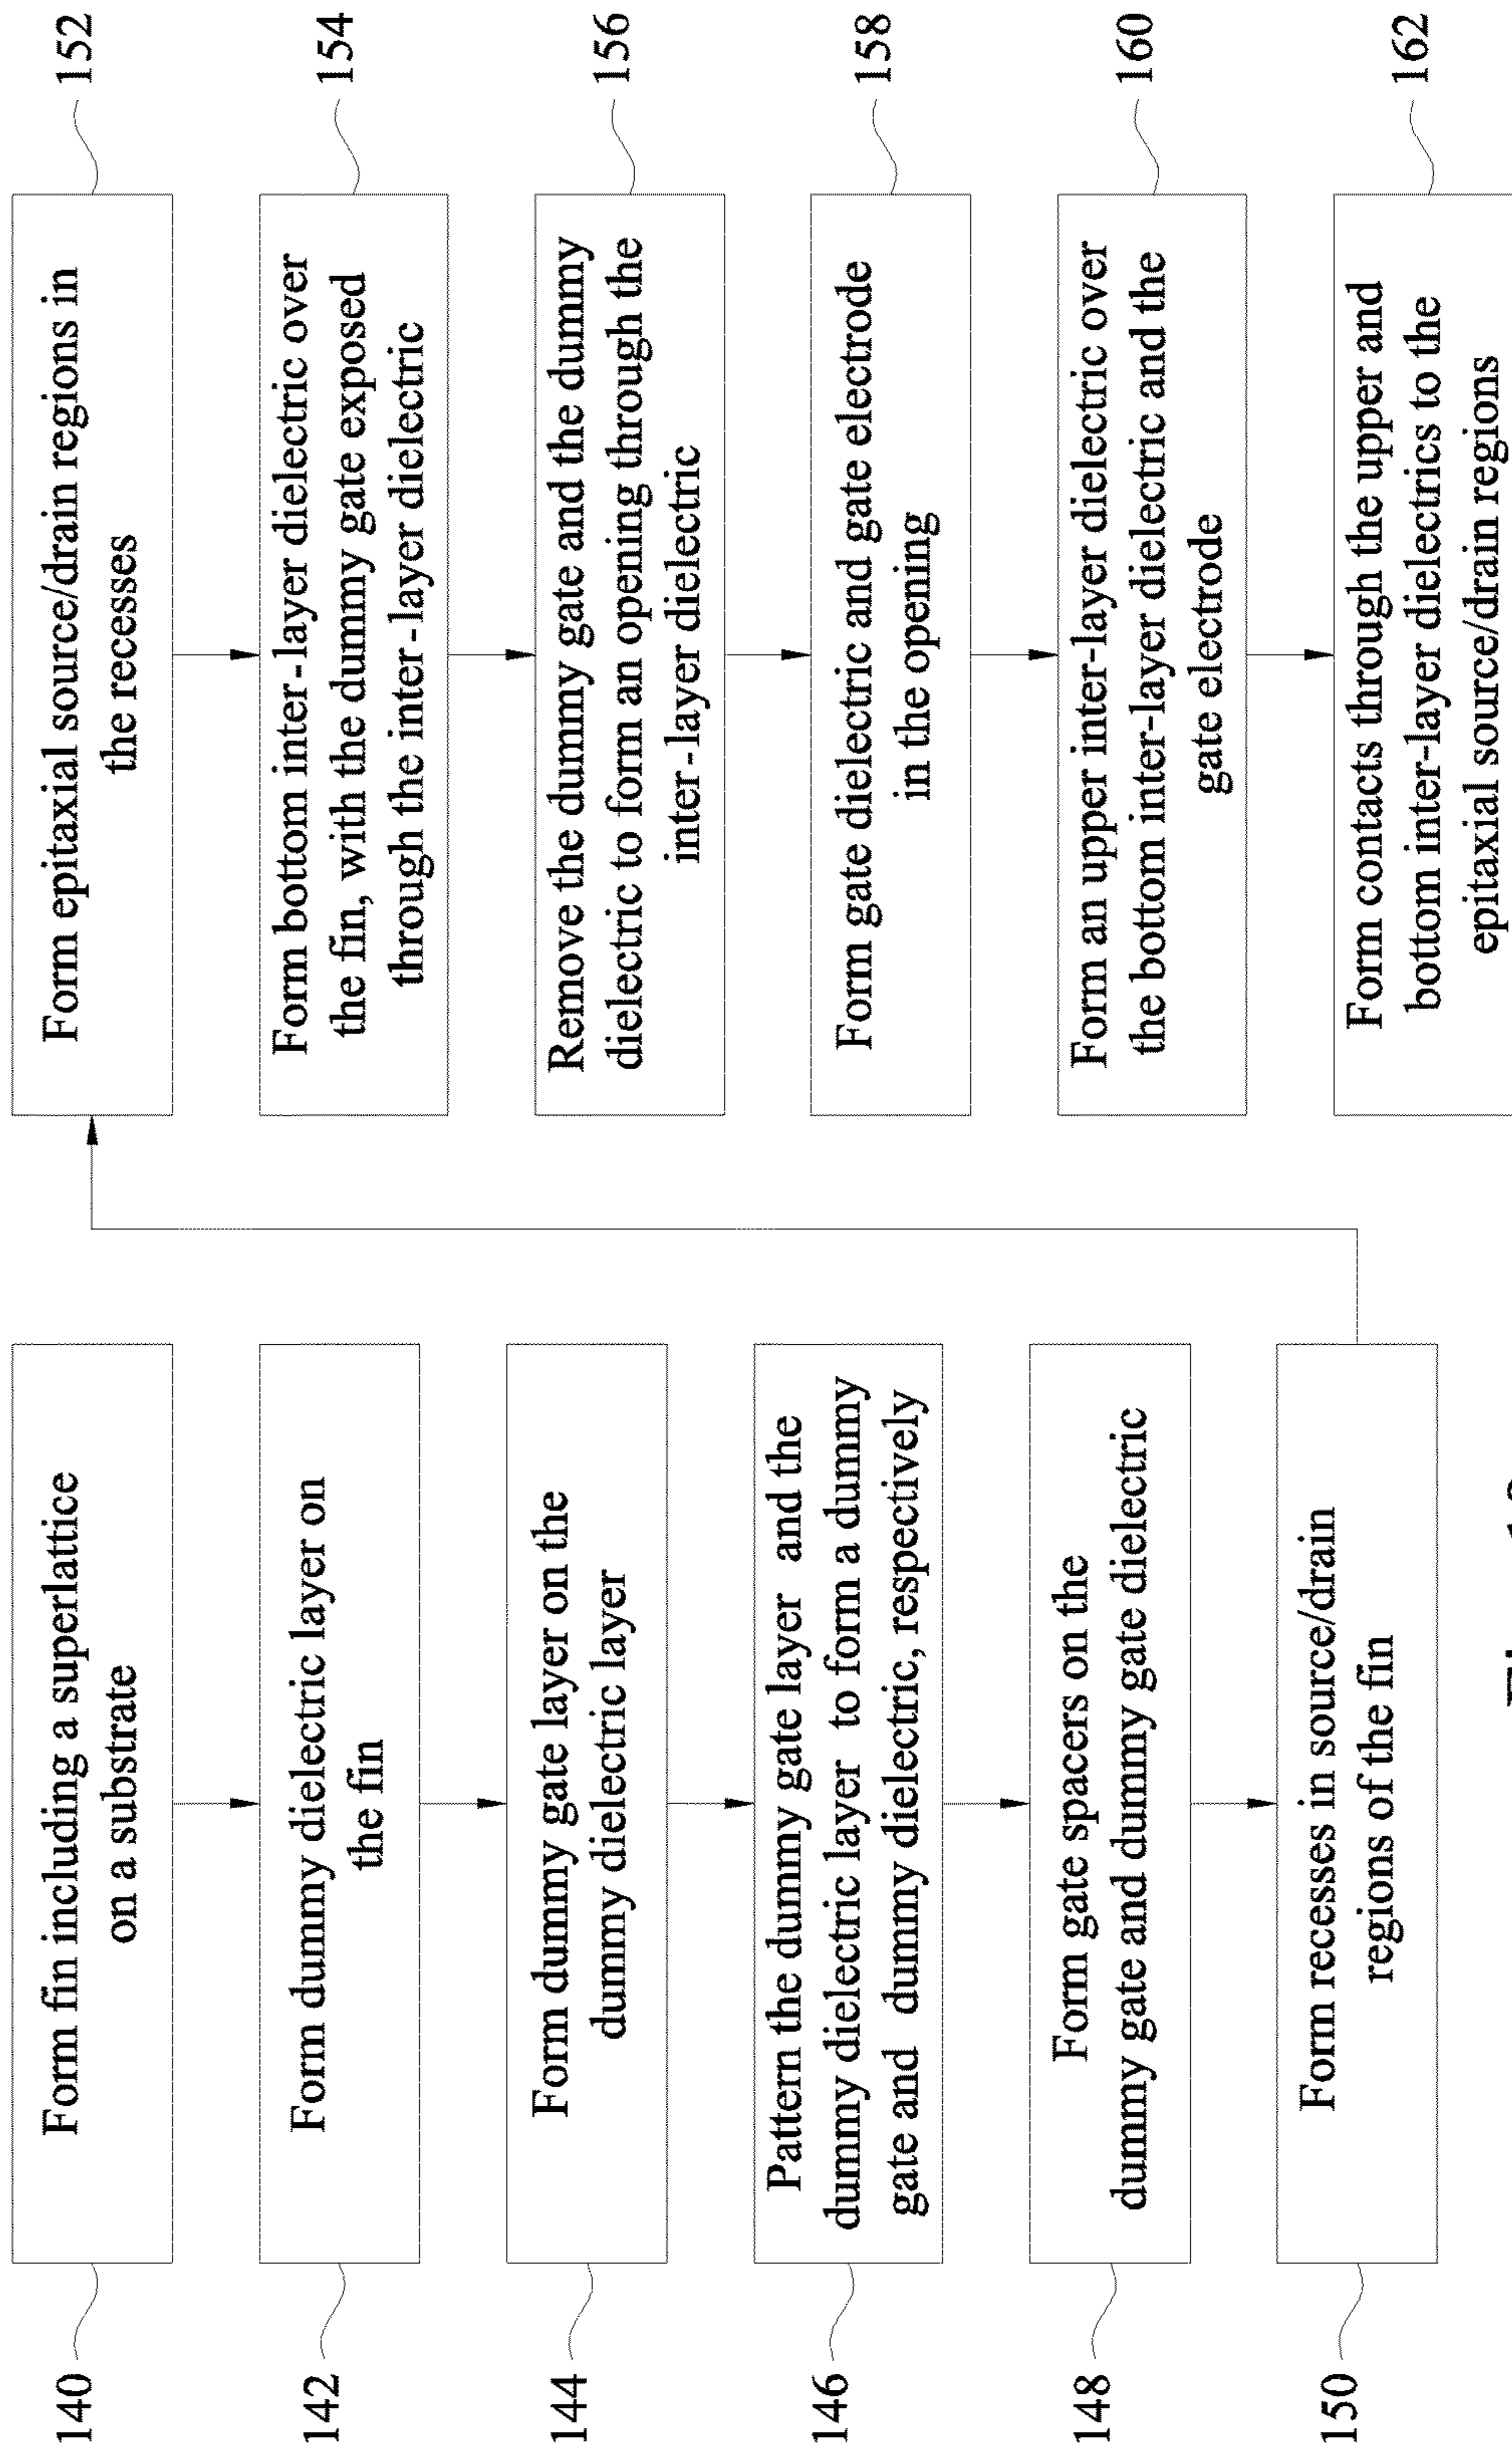 140
Form fin including a superlattice
on a substrate
142
Form dummy dielectric layer on
the fin
144
Form dummy gate layer on the
dummy dielectric layer
146
Pattern the dummy gate layer and the
dummy dielectric layer to form a dummy
gate and dummy dielectric, respectively
148
Form gate spacers on the
dummy gate and dummy gate dielectric
150
Form recesses in source/drain
regions of the fin
152
Form epitaxial source/drain regions in
the recesses
154
Form bottom inter-layer dielectric over
the fin, with the dummy gate exposed
through the inter-layer dielectric
156
Remove the dummy gate and the dummy
dielectric to form an opening through the
inter-layer dielectric
158
Form gate dielectric and gate electrode
in the opening
160
Form an upper inter-layer dielectric over
the bottom inter-layer dielectric and the
gate electrode
162
Form contacts through the upper and
bottom inter-layer dielectrics to the
epitaxial source/drain regions